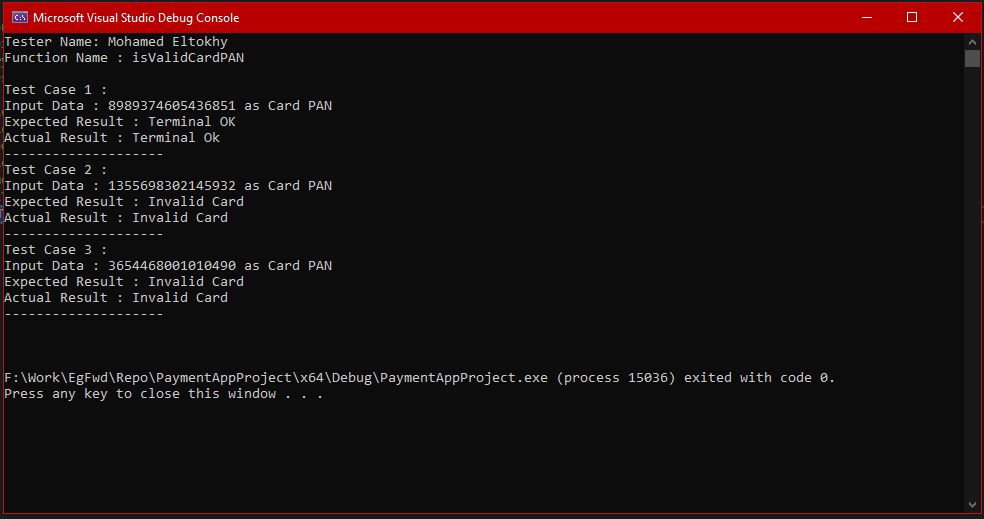 Microsoft Visual Studio Debug Console
Tester Name: Mohamed Eltokhy
Function Name : isValidCardPAN
Test Case 1 :
Input Data : 8989374605436851 as Card PAN
Expected Result : Terminal OK
Actual Result : Terminal Ok
--------------------
Test Case 2 :
Input Data : 1355698302145932 as Card PAN
Expected Result : Invalid Card
Actual Result : Invalid Card
--------------------
Test Case 3 :
Input Data : 3654468001010490 as Card PAN
Expected Result : Invalid Card
Actual Result : Invalid Card
--------------------
F:\Work\EgFwd\Repo\PaymentAppProject\x64\Debug\PaymentAppProject.exe (process 15036) exited with code 0.
Press any key to close this window . . .